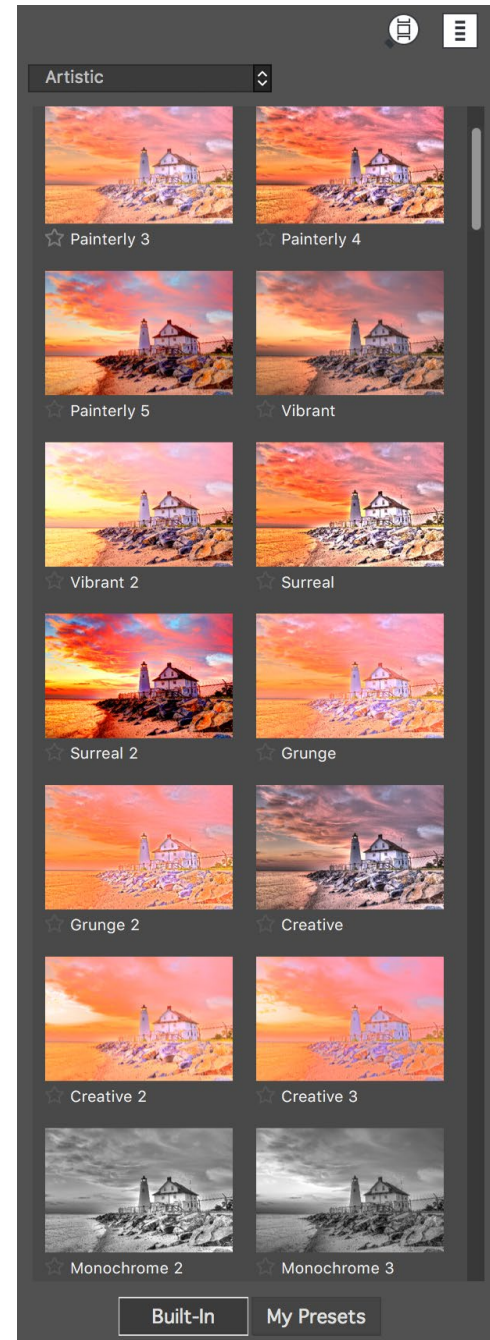 Artistic
Painterly 3
Painterly 4
Painterly 5
Vibrant
Vibrant 2
Surreal
Surreal 2
Grunge
Grunge 2
Creative
Creative 2
Creative 3
Monochrome 2
Monochrome 3
Built-In
My Presets